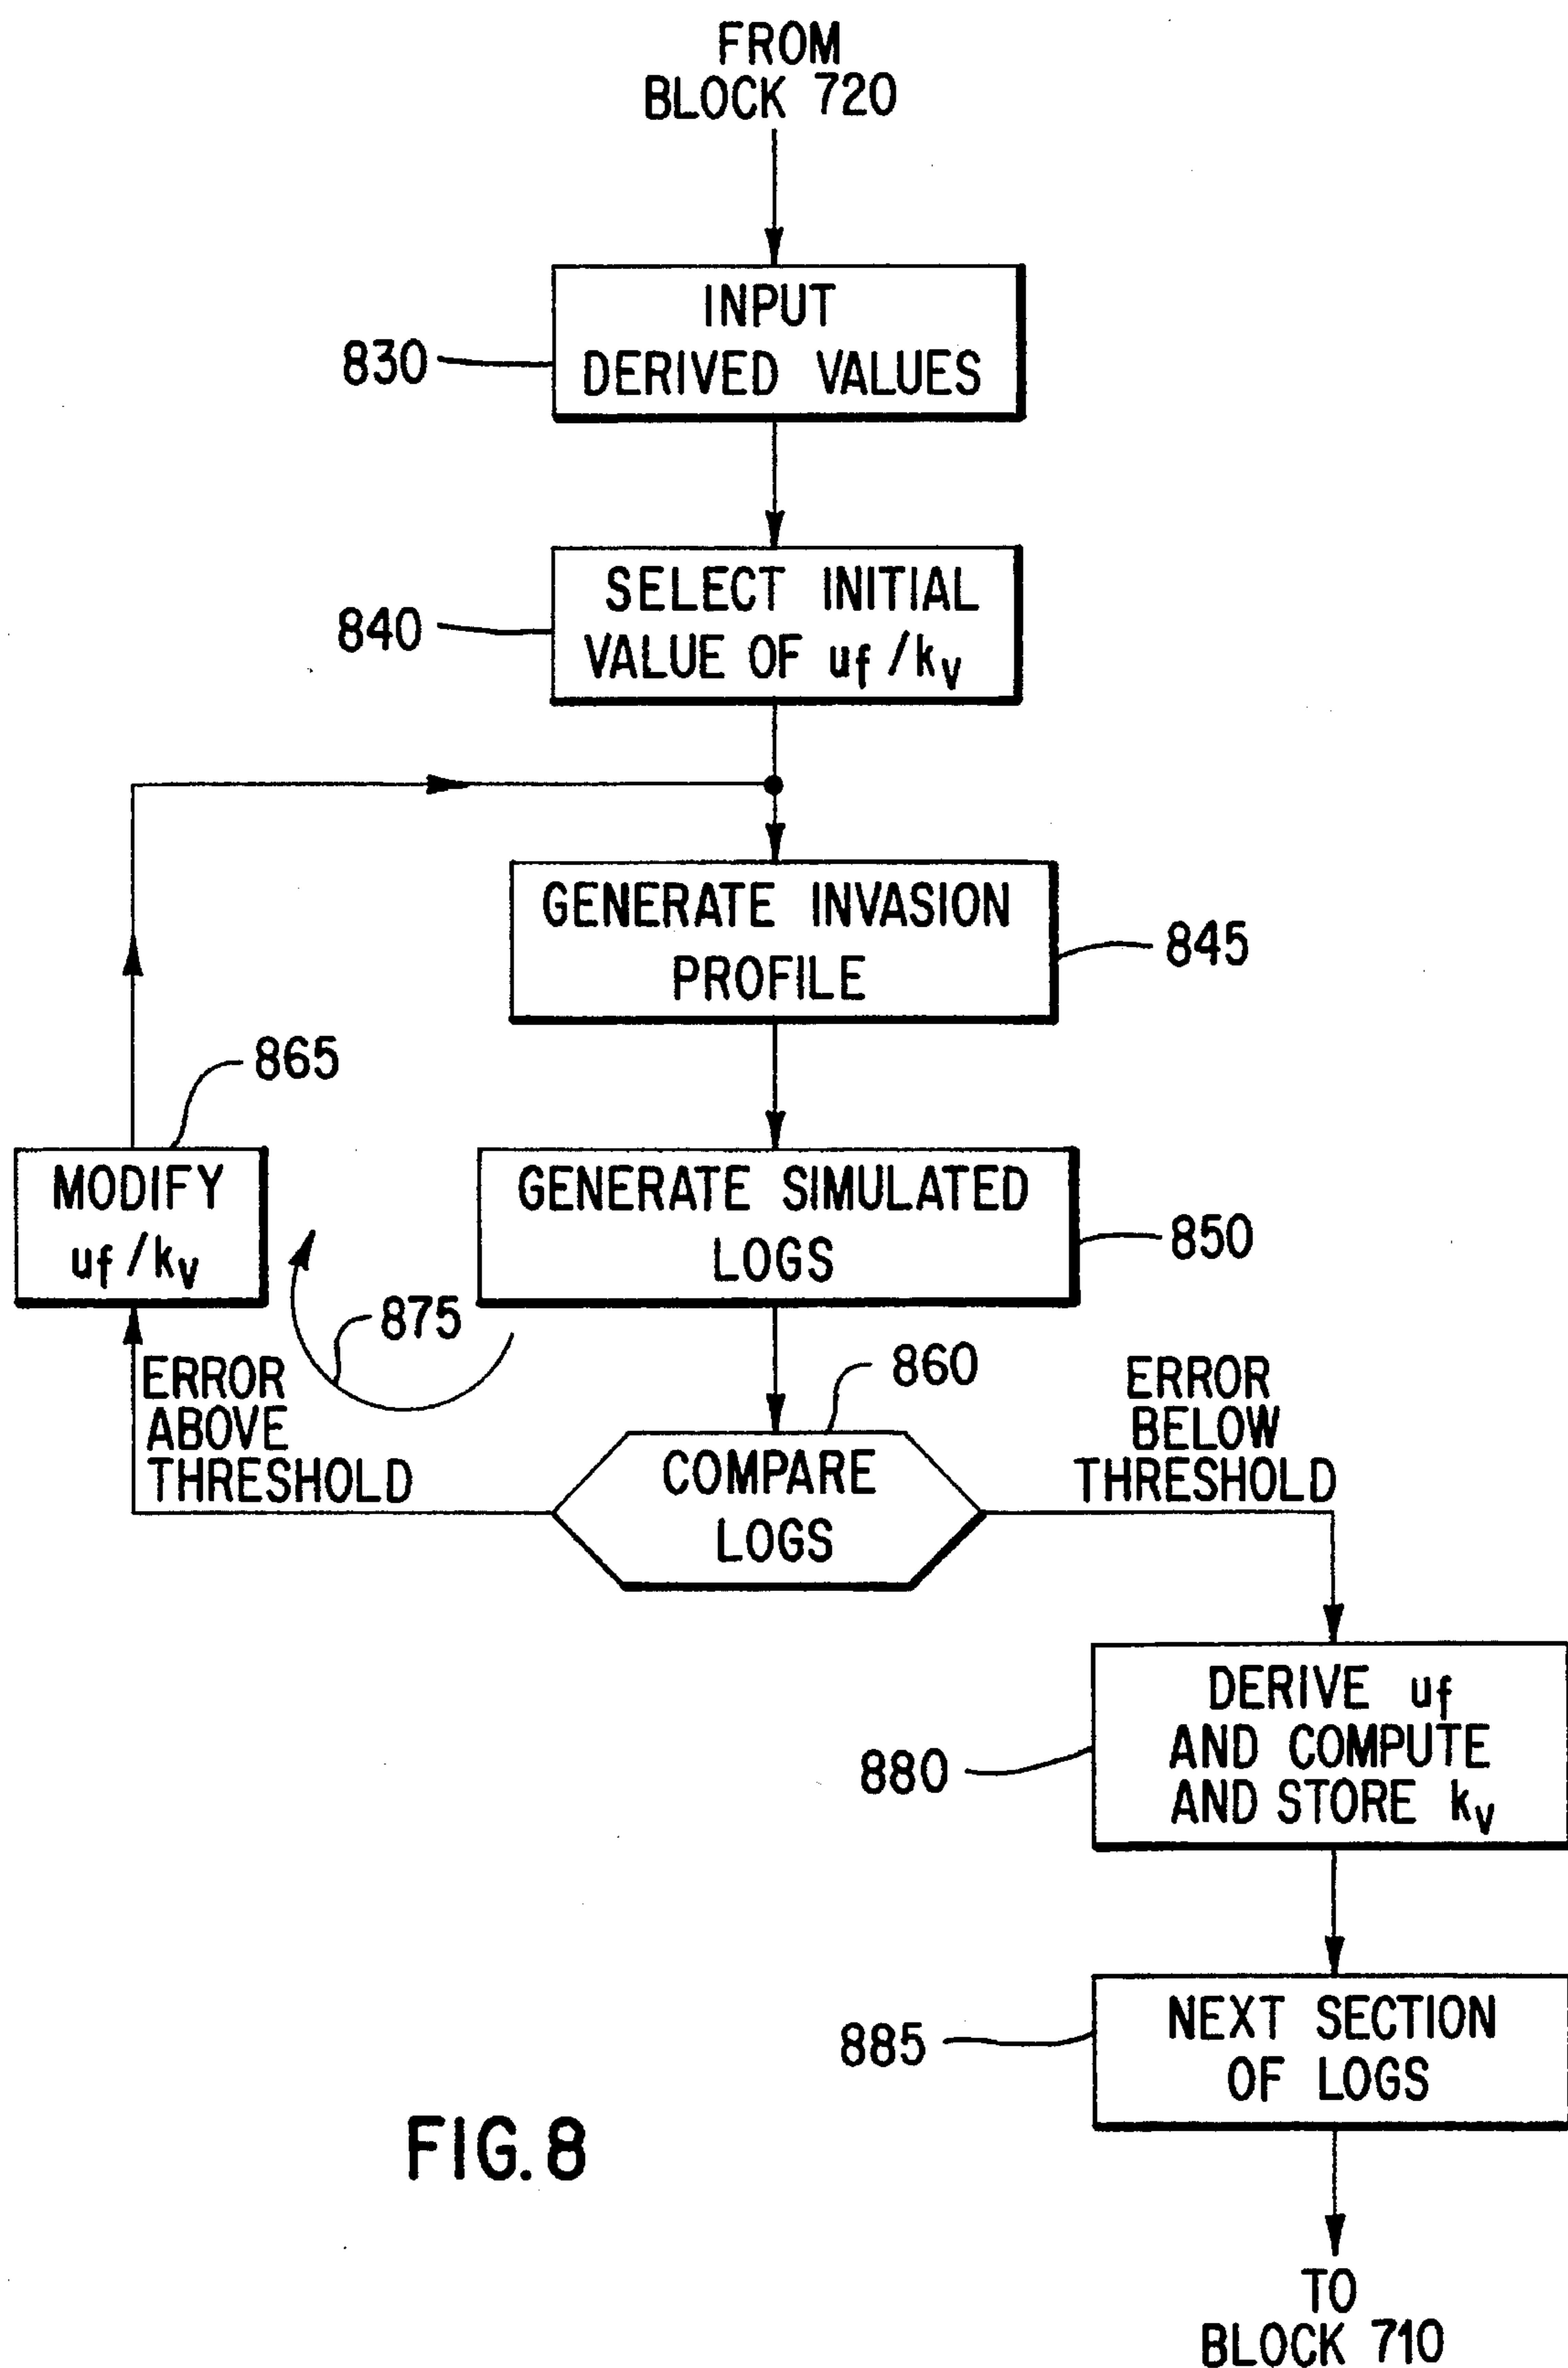 FROM
BLOCK 720
INPUT
DERIVED VALUES
830
SELECT INITIAL
VALUE OF uf /kv
840
GENERATE INVASION
PROFILE
845
865
MODIFY
uf /kv
GENERATE SIMULATED
LOGS
850
875
860
ERROR
ABOVE
THRESHOLD
COMPARE
LOGS
ERROR
BELOW
THRESHOLD
DERIVE uf
AND COMPUTE
AND STORE kv
880
NEXT SECTION
OF LOGS
885
FIG. 8
TO
BLOCK 710